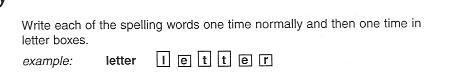 Write each of the spelling words one time normally and then one time in
letter boxes.
example: letter l e t t e r